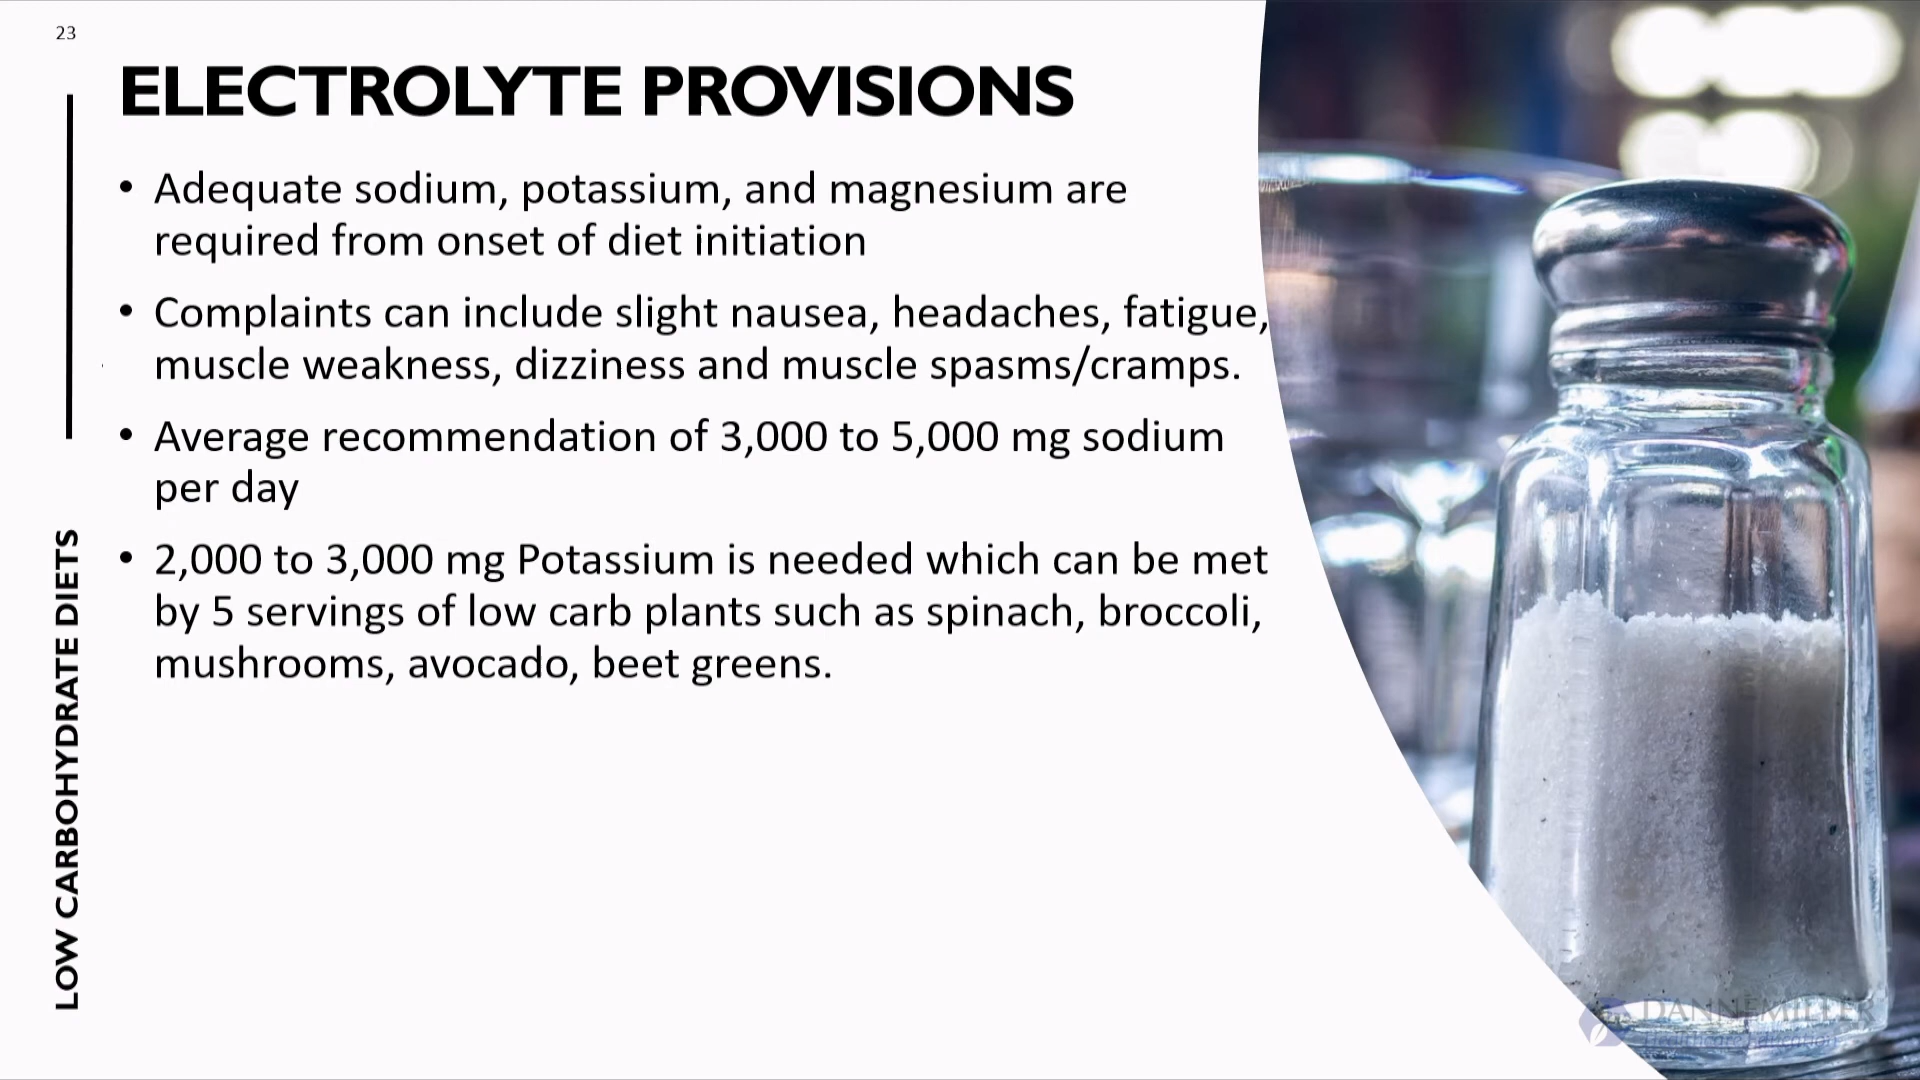 23
ELECTROLYTE PROVISIONS
• Adequate sodium, potassium, and magnesium are
required from onset of diet initiation
• Complaints can include slight nausea, headaches, fatigue,
muscle weakness, dizziness and muscle spasms/cramps.
• Average recommendation of 3,000 to 5,000 mg sodium
per day
• 2,000 to 3,000 mg Potassium is needed which can be met
by 5 servings of low carb plants such as spinach, broccoli,
mushrooms, avocado, beet greens.
LOW CARBOHYDRATE DIETS
DANNEMILLER
Healthcare Education